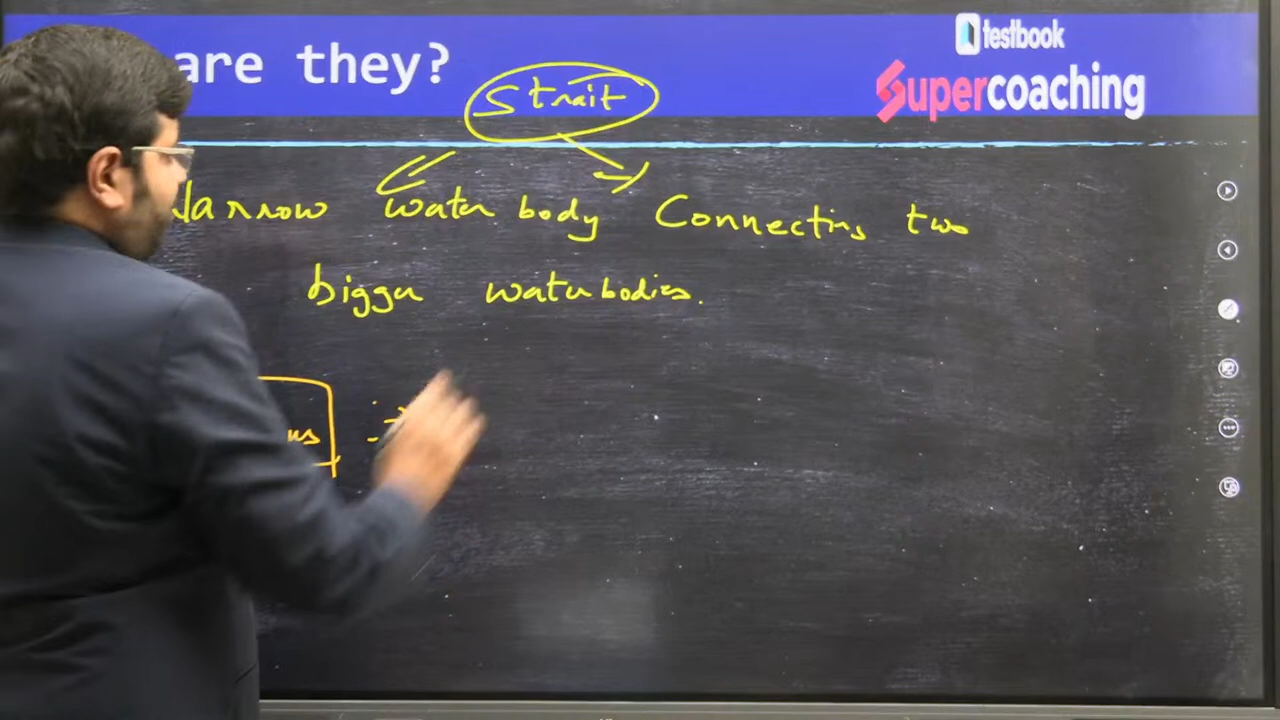 are they?
testbook
Supercoaching
Strait
Narrow water body Connecting two
bigger waterbodies.